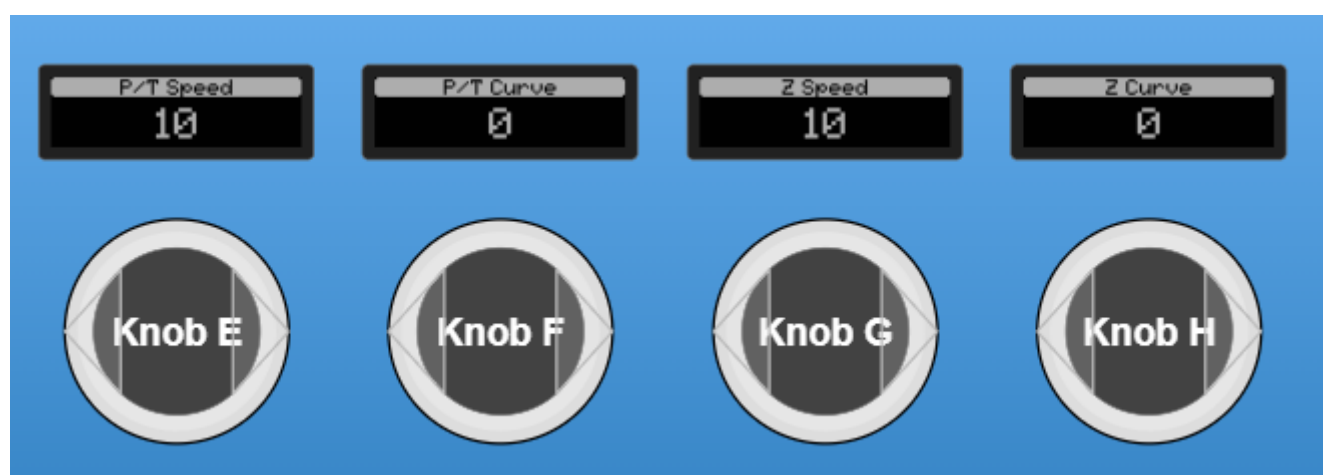 P/T Speed
10
P/T Curve
0
Z Speed
10
Z Curve
0
Knob E
Knob F
Knob G
Knob H